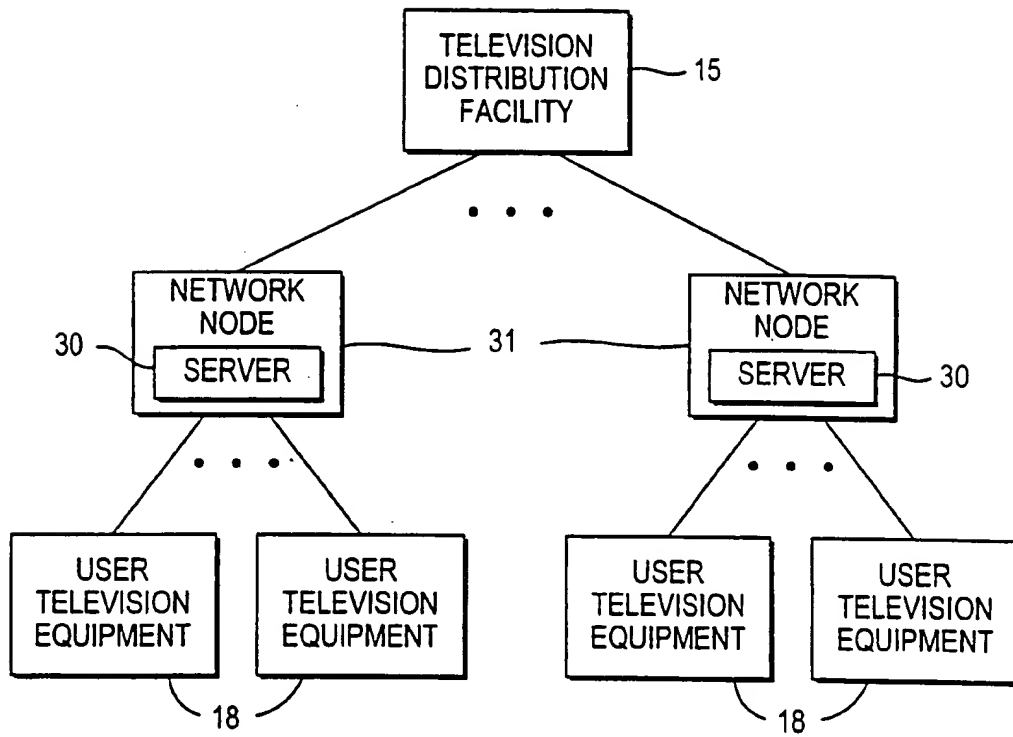 TELEVISION
DISTRIBUTION
FACILITY
15
NETWORK
NODE
SERVER
30
31
NETWORK
NODE
SERVER
30
USER
TELEVISION
EQUIPMENT
USER
TELEVISION
EQUIPMENT
18
USER
TELEVISION
EQUIPMENT
USER
TELEVISION
EQUIPMENT
18